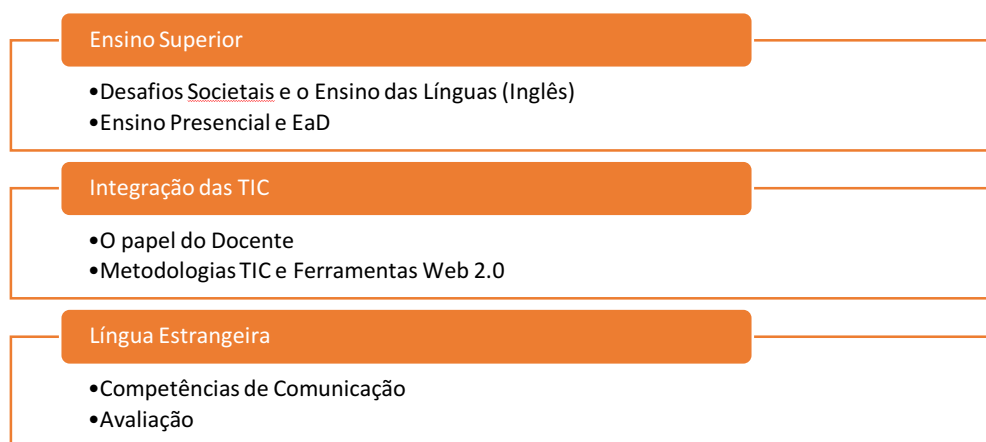 Ensino Superior
•Desafios Societais e o Ensino das Línguas (Inglês)
•Ensino Presencial e EaD
Integração das TIC
•O papel do Docente
•Metodologias TIC e Ferramentas Web 2.0
Língua Estrangeira
•Competências de Comunicação
•Avaliação